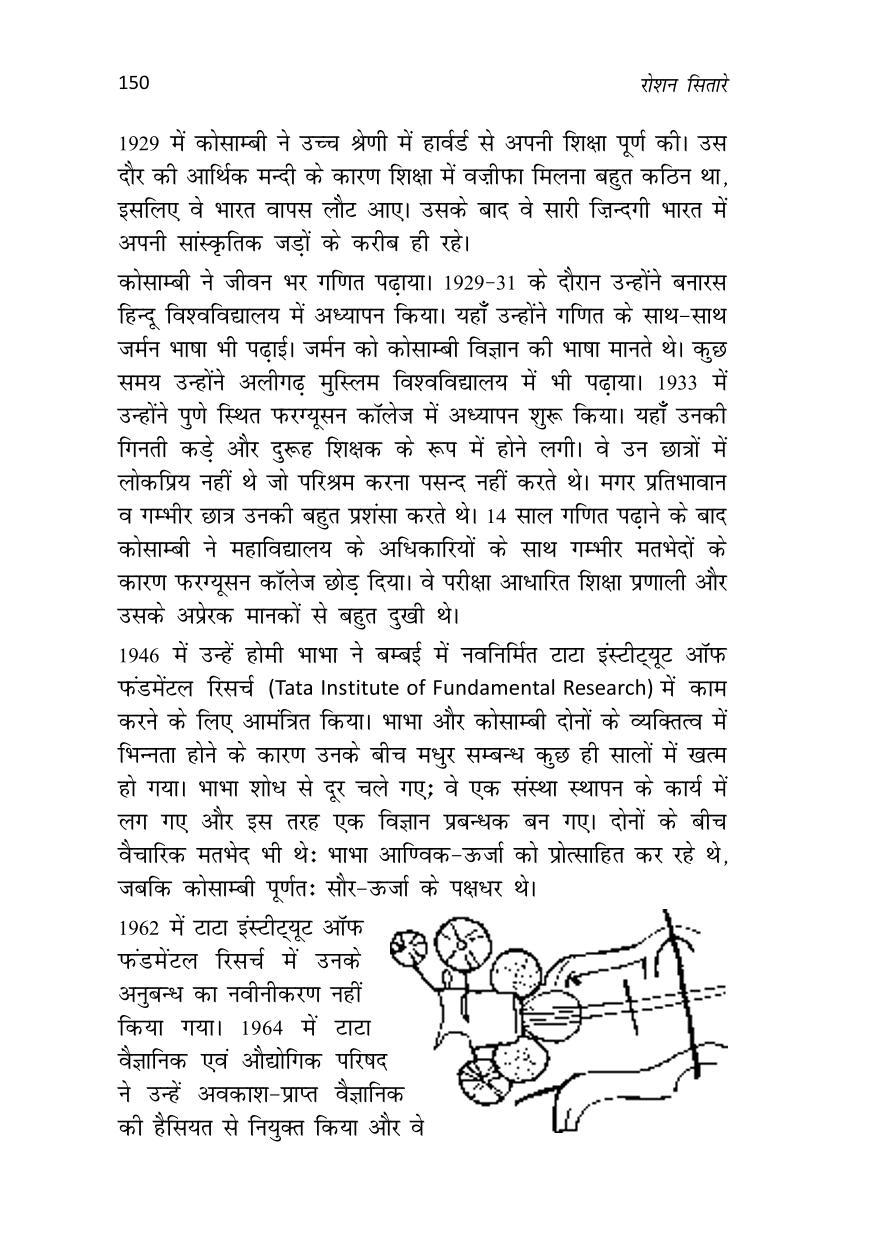 150 रोशन सितारे
1929 में कोसाम्बी ने उच्च श्रेणी में हार्वर्ड से अपनी शिक्षा पूर्ण की। उस
दौर की आर्थिक मन्दी के कारण शिक्षा में वज़ीफा मिलना बहुत कठिन था,
इसलिए वे भारत वापस लौट आए। उसके बाद वे सारी ज़िन्दगी भारत में
अपनी सांस्कृतिक जड़ों के करीब ही रहे।
कोसाम्बी ने जीवन भर गणित पढ़ाया। 1929-31 के दौरान उन्होंने बनारस
हिन्दू विश्वविद्यालय में अध्यापन किया। यहाँ उन्होंने गणित के साथ-साथ
जर्मन भाषा भी पढ़ाई। जर्मन को कोसाम्बी विज्ञान की भाषा मानते थे। कुछ
समय उन्होंने अलीगढ़ मुस्लिम विश्वविद्यालय में भी पढ़ाया। 1933 में
उन्होंने पुणे स्थित फरग्यूसन कॉलेज में अध्यापन शुरू किया। यहाँ उनकी
गिनती कड़े और दुरूह शिक्षक के रूप में होने लगी। वे उन छात्रों में
लोकप्रिय नहीं थे जो परिश्रम करना पसन्द नहीं करते थे। मगर प्रतिभावान
व गम्भीर छात्र उनकी बहुत प्रशंसा करते थे। 14 साल गणित पढ़ाने के बाद
कोसाम्बी ने महाविद्यालय के अधिकारियों के साथ गम्भीर मतभेदों के
कारण फरग्यूसन कॉलेज छोड़ दिया। वे परीक्षा आधारित शिक्षा प्रणाली और
उसके अप्रेरक मानकों से बहुत दुखी थे।
1946 में उन्हें होमी भाभा ने बम्बई में नवनिर्मित टाटा इंस्टीट्यूट ऑफ
फंडमेंटल रिसर्च (Tata Institute of Fundamental Research) में काम
करने के लिए आमंत्रित किया। भाभा और कोसाम्बी दोनों के व्यक्तित्व में
भिन्नता होने के कारण उनके बीच मधुर सम्बन्ध कुछ ही सालों में खत्म
हो गया। भाभा शोध से दूर चले गए; वे एक संस्था स्थापन के कार्य में
लग गए और इस तरह एक विज्ञान प्रबन्धक बन गए। दोनों के बीच
वैचारिक मतभेद भी थे: भाभा आण्विक-ऊर्जा को प्रोत्साहित कर रहे थे,
जबकि कोसाम्बी पूर्णत: सौर-ऊर्जा के पक्षधर थे।
1962 में टाटा इंस्टीट्यूट ऑफ
फंडमेंटल रिसर्च में उनके
अनुबन्ध का नवीनीकरण नहीं
किया गया। 1964 में टाटा
वैज्ञानिक एवं औद्योगिक परिषद
ने उन्हें अवकाश-प्राप्त वैज्ञानिक
की हैसियत से नियुक्त किया और वे